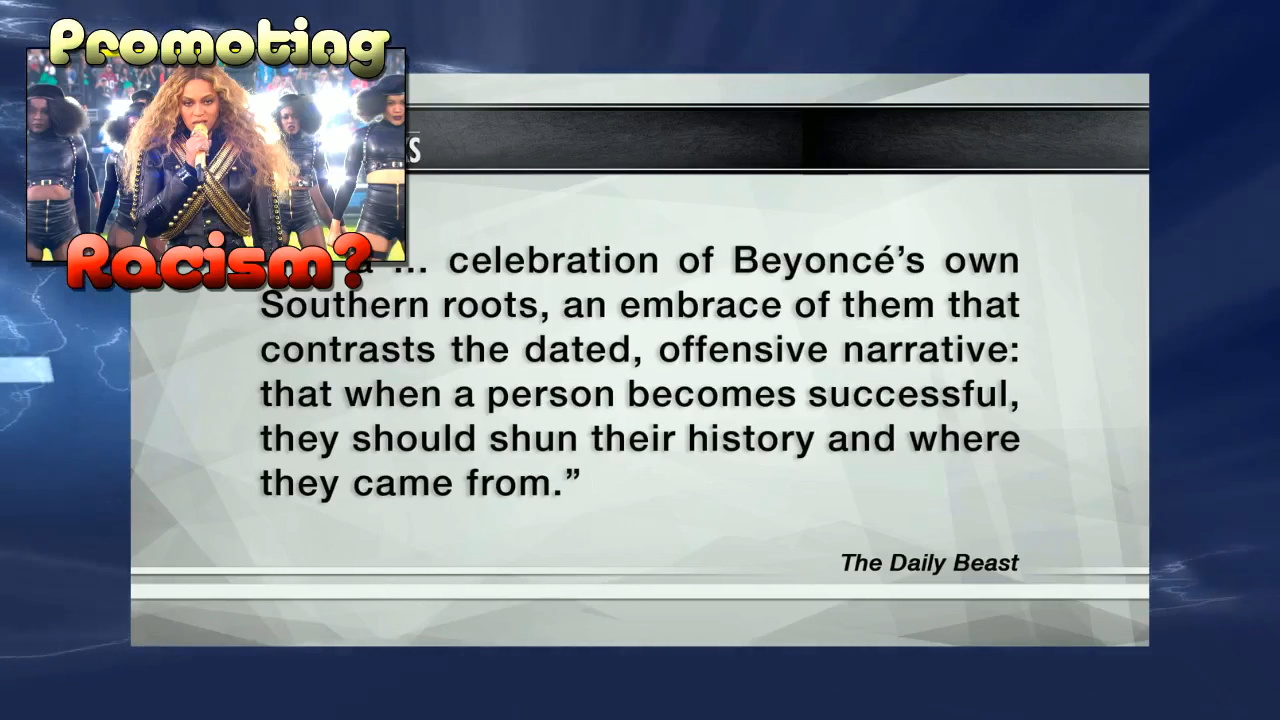 Promoting
Racism?
KS
a ... celebration of Beyoncé’s own
Southern roots, an embrace of them that
contrasts the dated, offensive narrative:
that when a person becomes successful,
they should shun their history and where
they came from.”
The Daily Beast